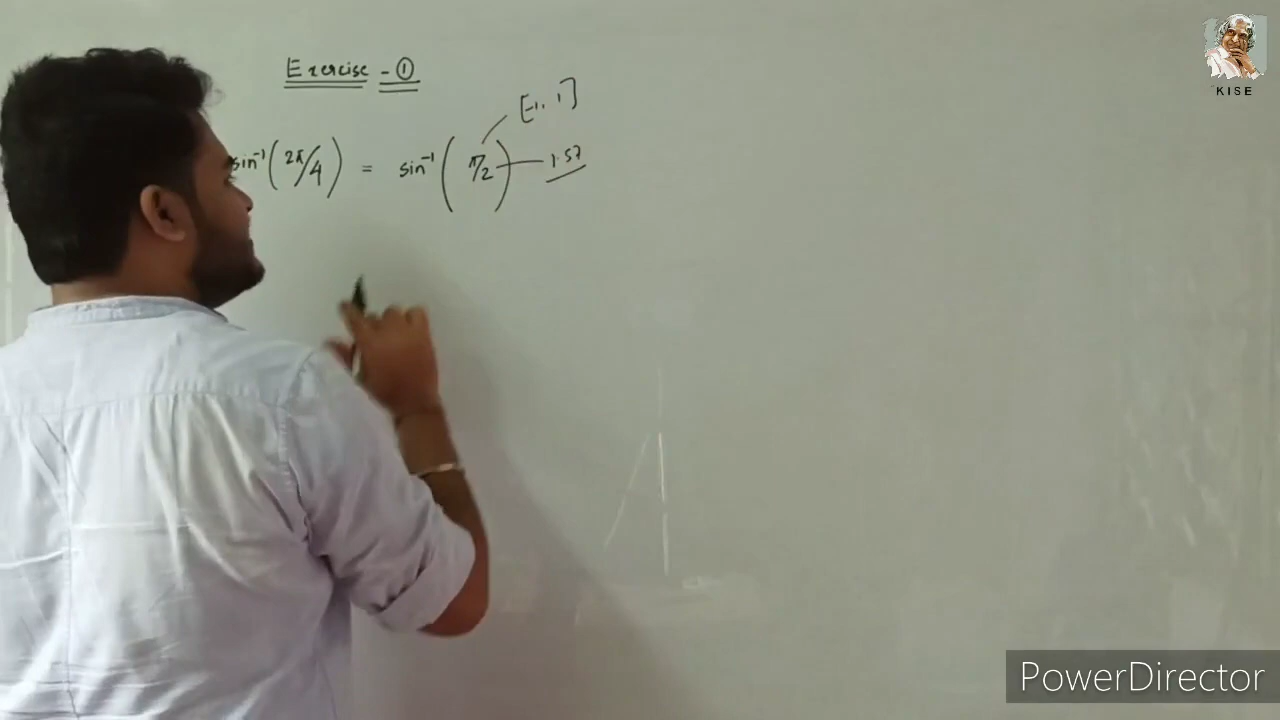 Exercise - ①
[-1, 1]
sin⁻¹(2π/4) = sin⁻¹(π/2) — 1.57
KISE
PowerDirector